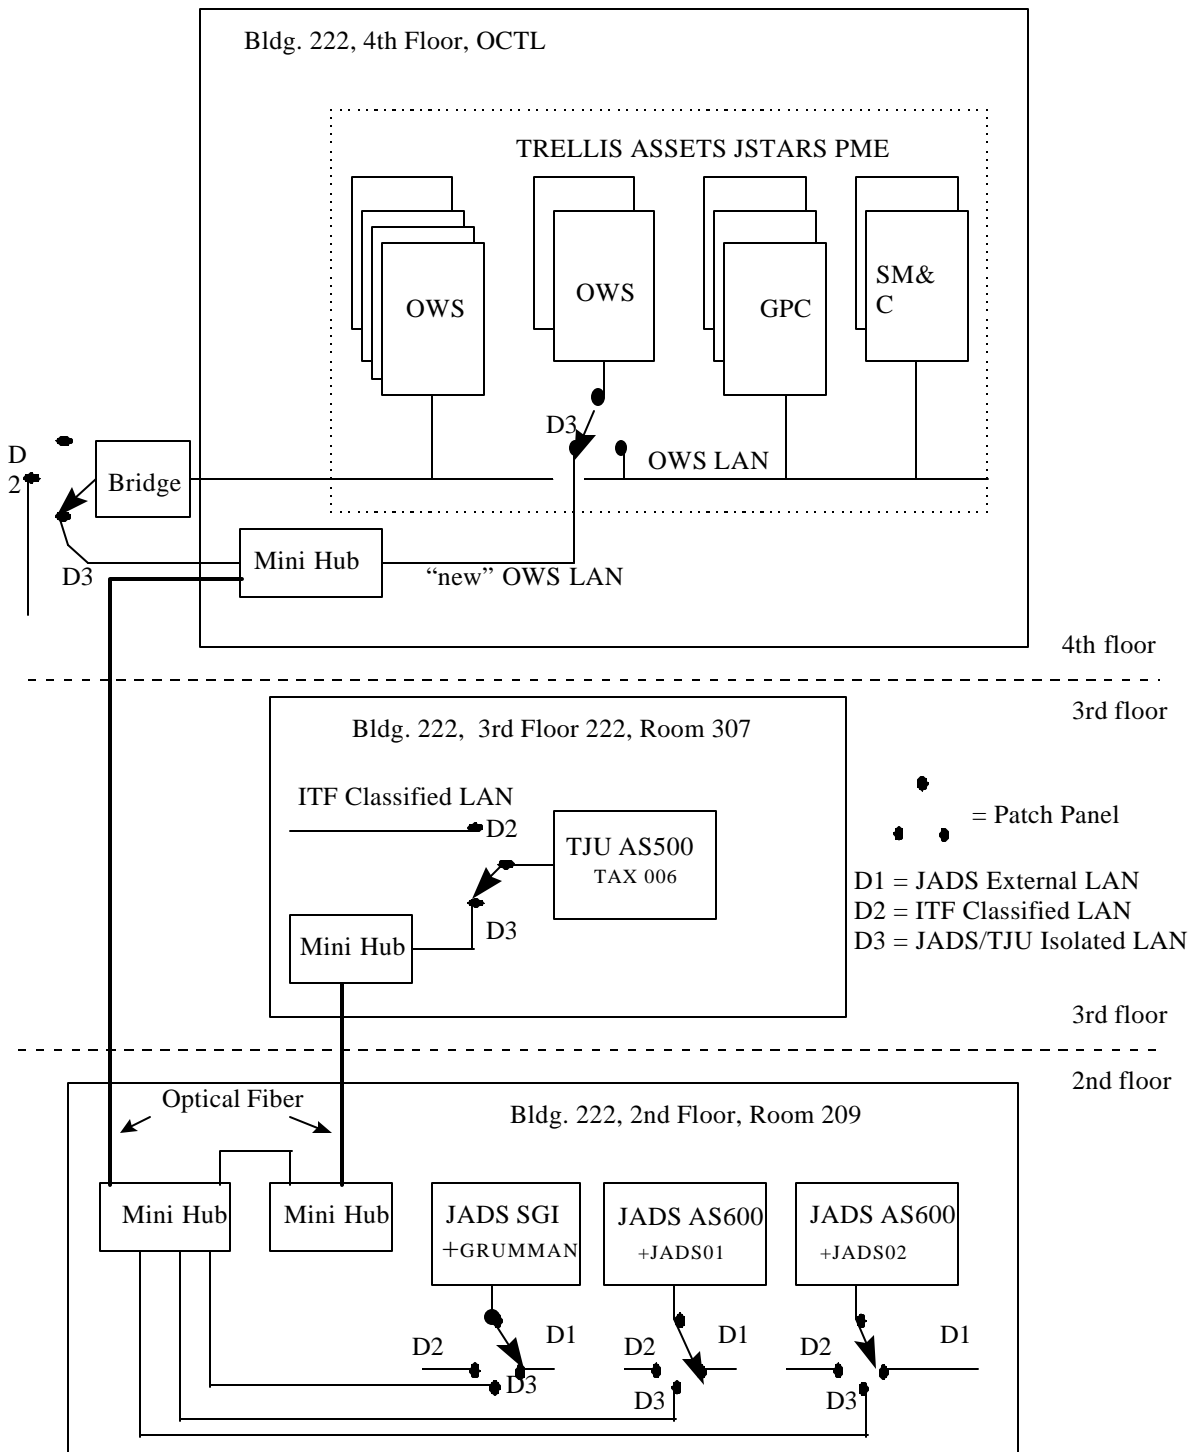 Bldg. 222, 4th Floor, OCTL
TRELLIS ASSETS JSTARS PME
OWS
OWS
GPC
SM&
C
D3
OWS LAN
D
2
Bridge
D3
Mini Hub
“new” OWS LAN
4th floor
3rd floor
Bldg. 222, 3rd Floor 222, Room 307
ITF Classified LAN
D2
TJU AS500
TAX 006
D3
Mini Hub
= Patch Panel
D1 = JADS External LAN
D2 = ITF Classified LAN
D3 = JADS/TJU Isolated LAN
3rd floor
2nd floor
Optical Fiber
Bldg. 222, 2nd Floor, Room 209
Mini Hub
Mini Hub
JADS SGI
+GRUMMAN
JADS AS600
+JADS01
JADS AS600
+JADS02
D2
D1
D3
D2
D1
D3
D2
D1
D3